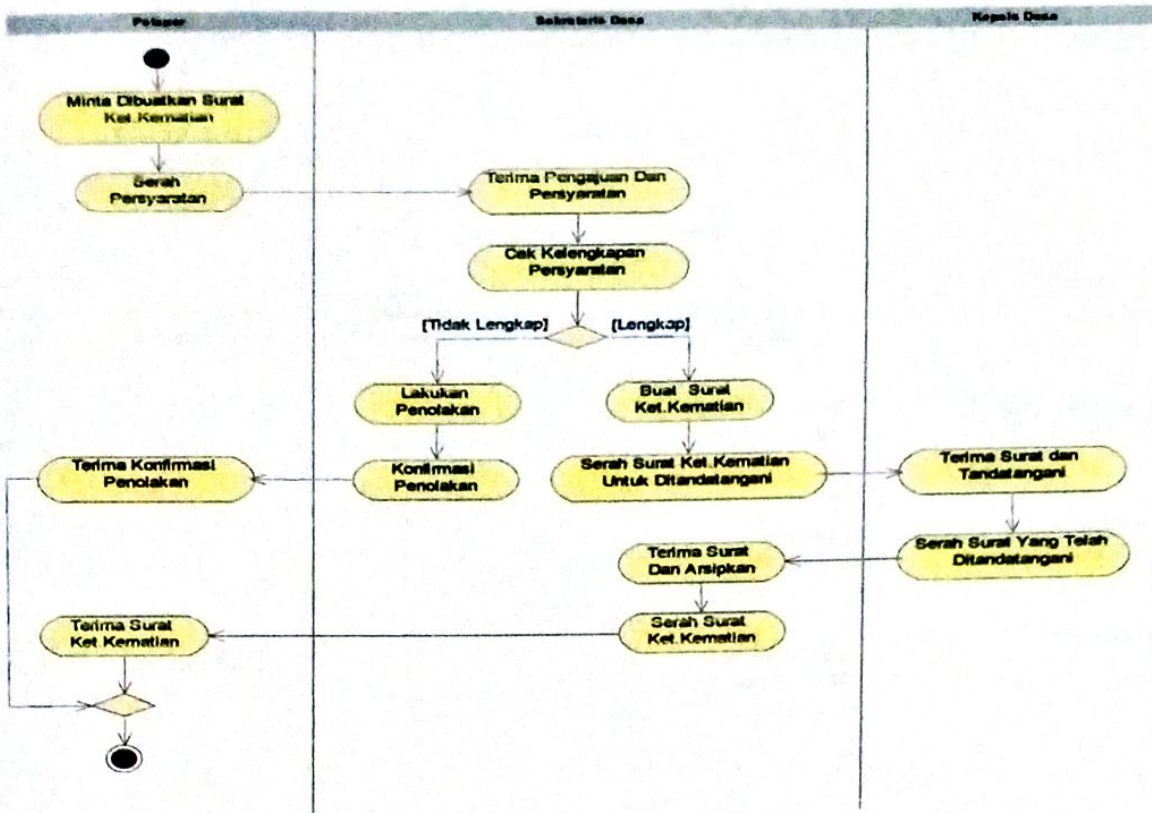 Pelapor
Sekretaris Desa
Kepala Desa
Minta Dibuatkan Surat
Ket.Kematian
Serah
Persyaratan
Terima Pengajuan Dan
Persyaratan
Cek Kelengkapan
Persyaratan
[Tidak Lengkap]
[Lengkap]
Lakukan
Penolakan
Buat Surat
Ket.Kematian
Terima Konfirmasi
Penolakan
Konfirmasi
Penolakan
Serah Surat Ket.Kematian
Untuk Ditandatangani
Terima Surat dan
Tandatangani
Serah Surat Yang Telah
Ditandatangani
Terima Surat
Dan Arsipkan
Terima Surat
Ket.Kematian
Serah Surat
Ket.Kematian